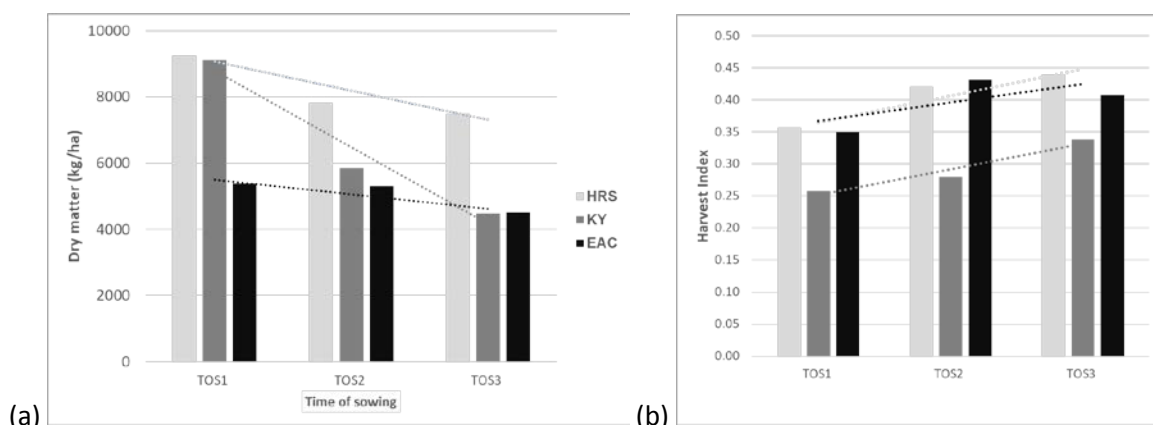 10000
8000
6000
4000
2000
0
Dry matter (kg/ha)
TOS1 TOS2 TOS3
Time of sowing
HRS
KY
EAC
(a)
0.50
0.45
0.40
0.35
0.30
0.25
0.20
0.15
0.10
0.05
0.00
Harvest Index
TOS1 TOS2 TOS3
(b)